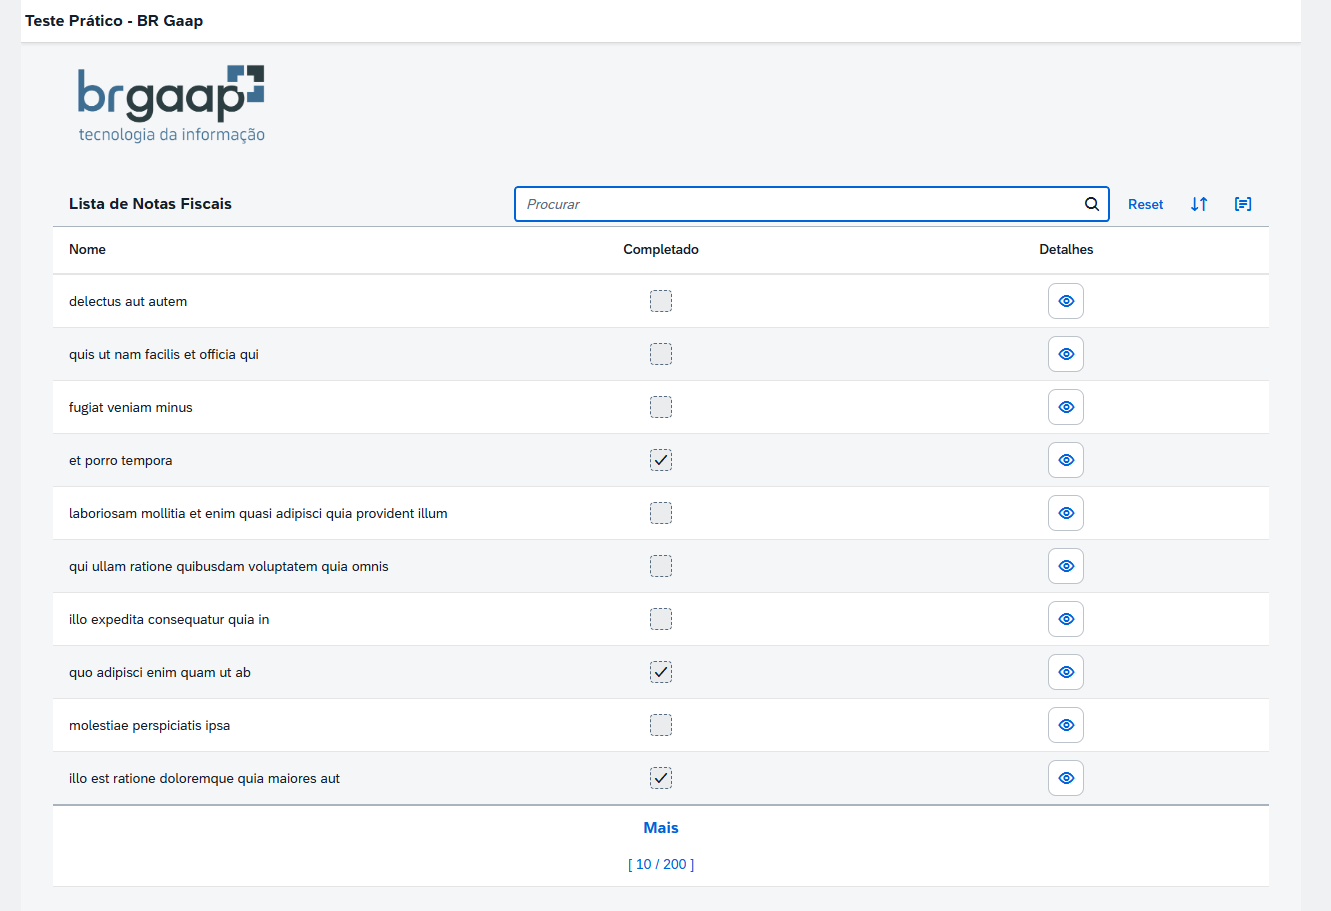 Teste Prático - BR Gaap
brgaap
tecnologia da informação
Lista de Notas Fiscais
Procurar
Reset
Nome Completado Detalhes
delectus aut autem
quis ut nam facilis et officia qui
fugiat veniam minus
et porro tempora
laboriosam mollitia et enim quasi adipisci quia provident illum
qui ullam ratione quibusdam voluptatem quia omnis
illo expedita consequatur quia in
quo adipisci enim quam ut ab
molestiae perspiciatis ipsa
illo est ratione doloremque quia maiores aut
Mais
[ 10 / 200 ]